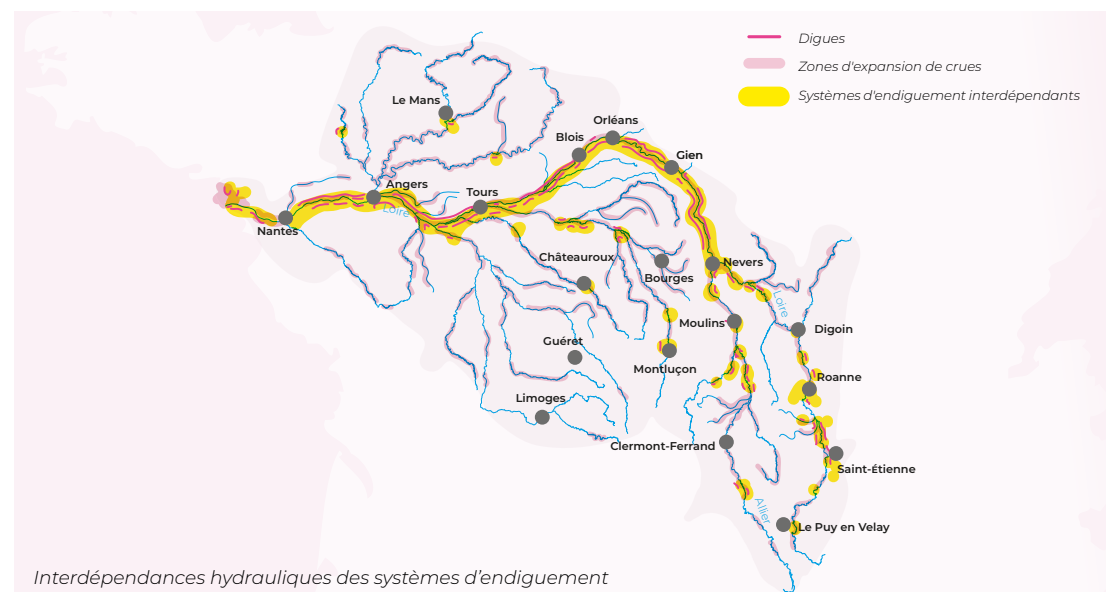 Digues
Zones d'expansion de crues
Systèmes d'endiguement interdépendants
Le Mans
Orléans
Blois
Gien
Angers
Tours
Loire
Nantes
Châteauroux
Nevers
Bourges
Loire
Moulins
Digoin
Guéret
Montluçon
Roanne
Limoges
Clermont-Ferrand
Saint-Étienne
Allier
Le Puy en Velay
Interdépendances hydrauliques des systèmes d’endiguement